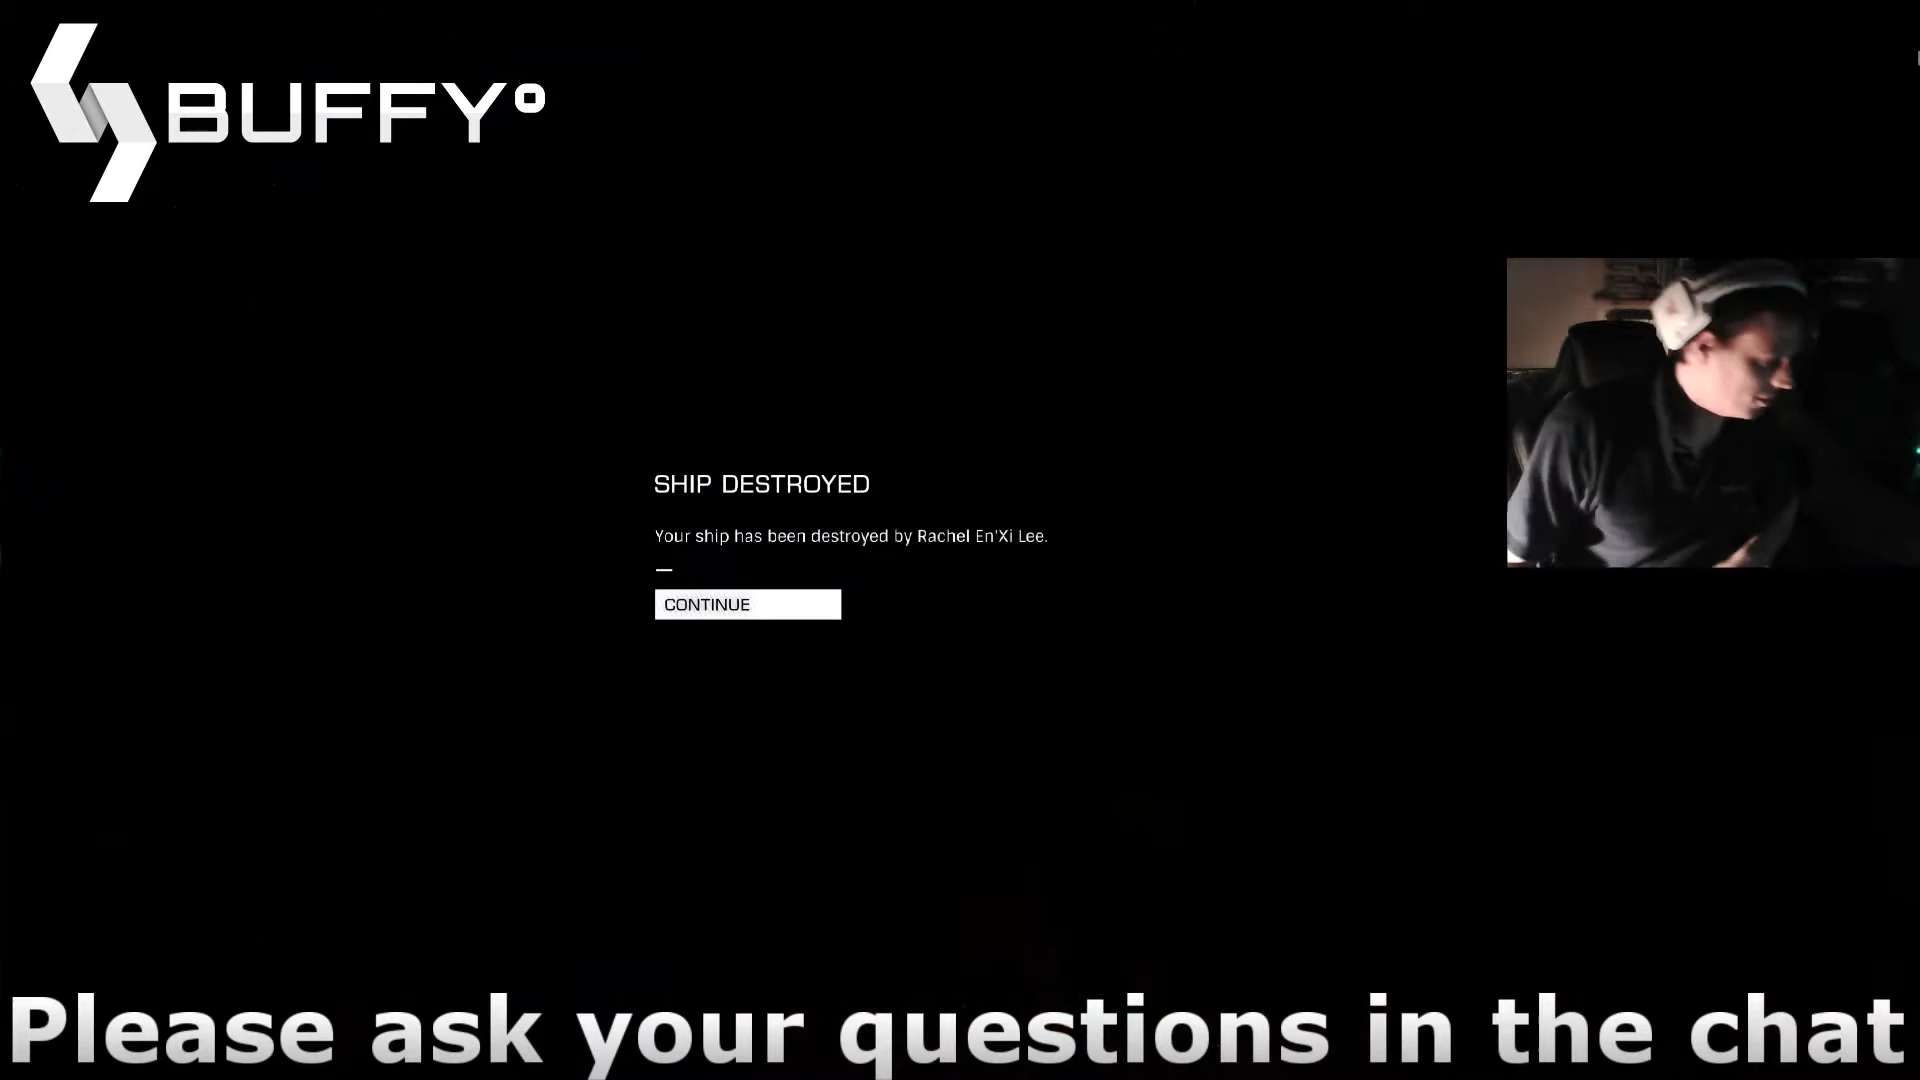 BUFFY°
SHIP DESTROYED
Your ship has been destroyed by Rachel En'Xi Lee.
CONTINUE
Please ask your questions in the chat